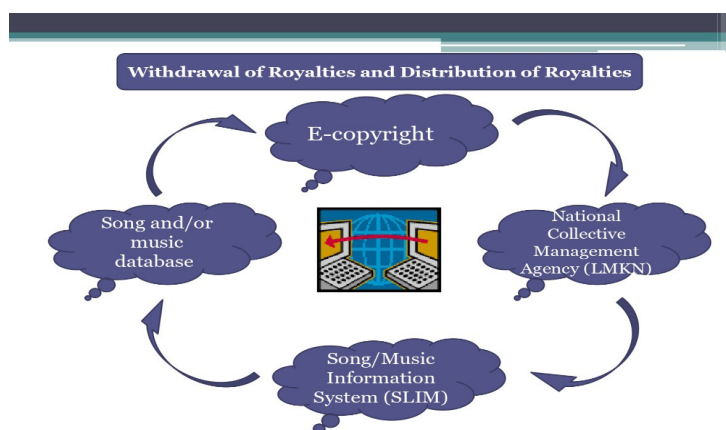 Withdrawal of Royalties and Distribution of Royalties
E-copyright
National
Collective
Management
Agency (LMKN)
Song/Music
Information
System (SLIM)
Song and/or
music
database